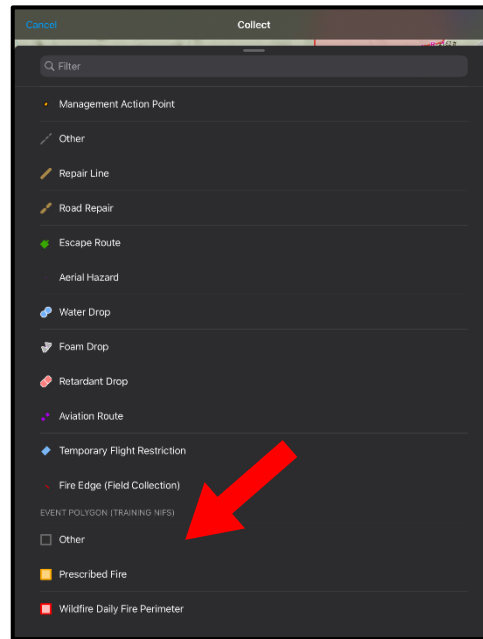 Cancel
Collect
Filter
Management Action Point
Other
Repair Line
Road Repair
Escape Route
Aerial Hazard
Water Drop
Foam Drop
Retardant Drop
Aviation Route
Temporary Flight Restriction
Fire Edge (Field Collection)
EVENT POLYGON (TRAINING NIFS)
Other
Prescribed Fire
Wildfire Daily Fire Perimeter